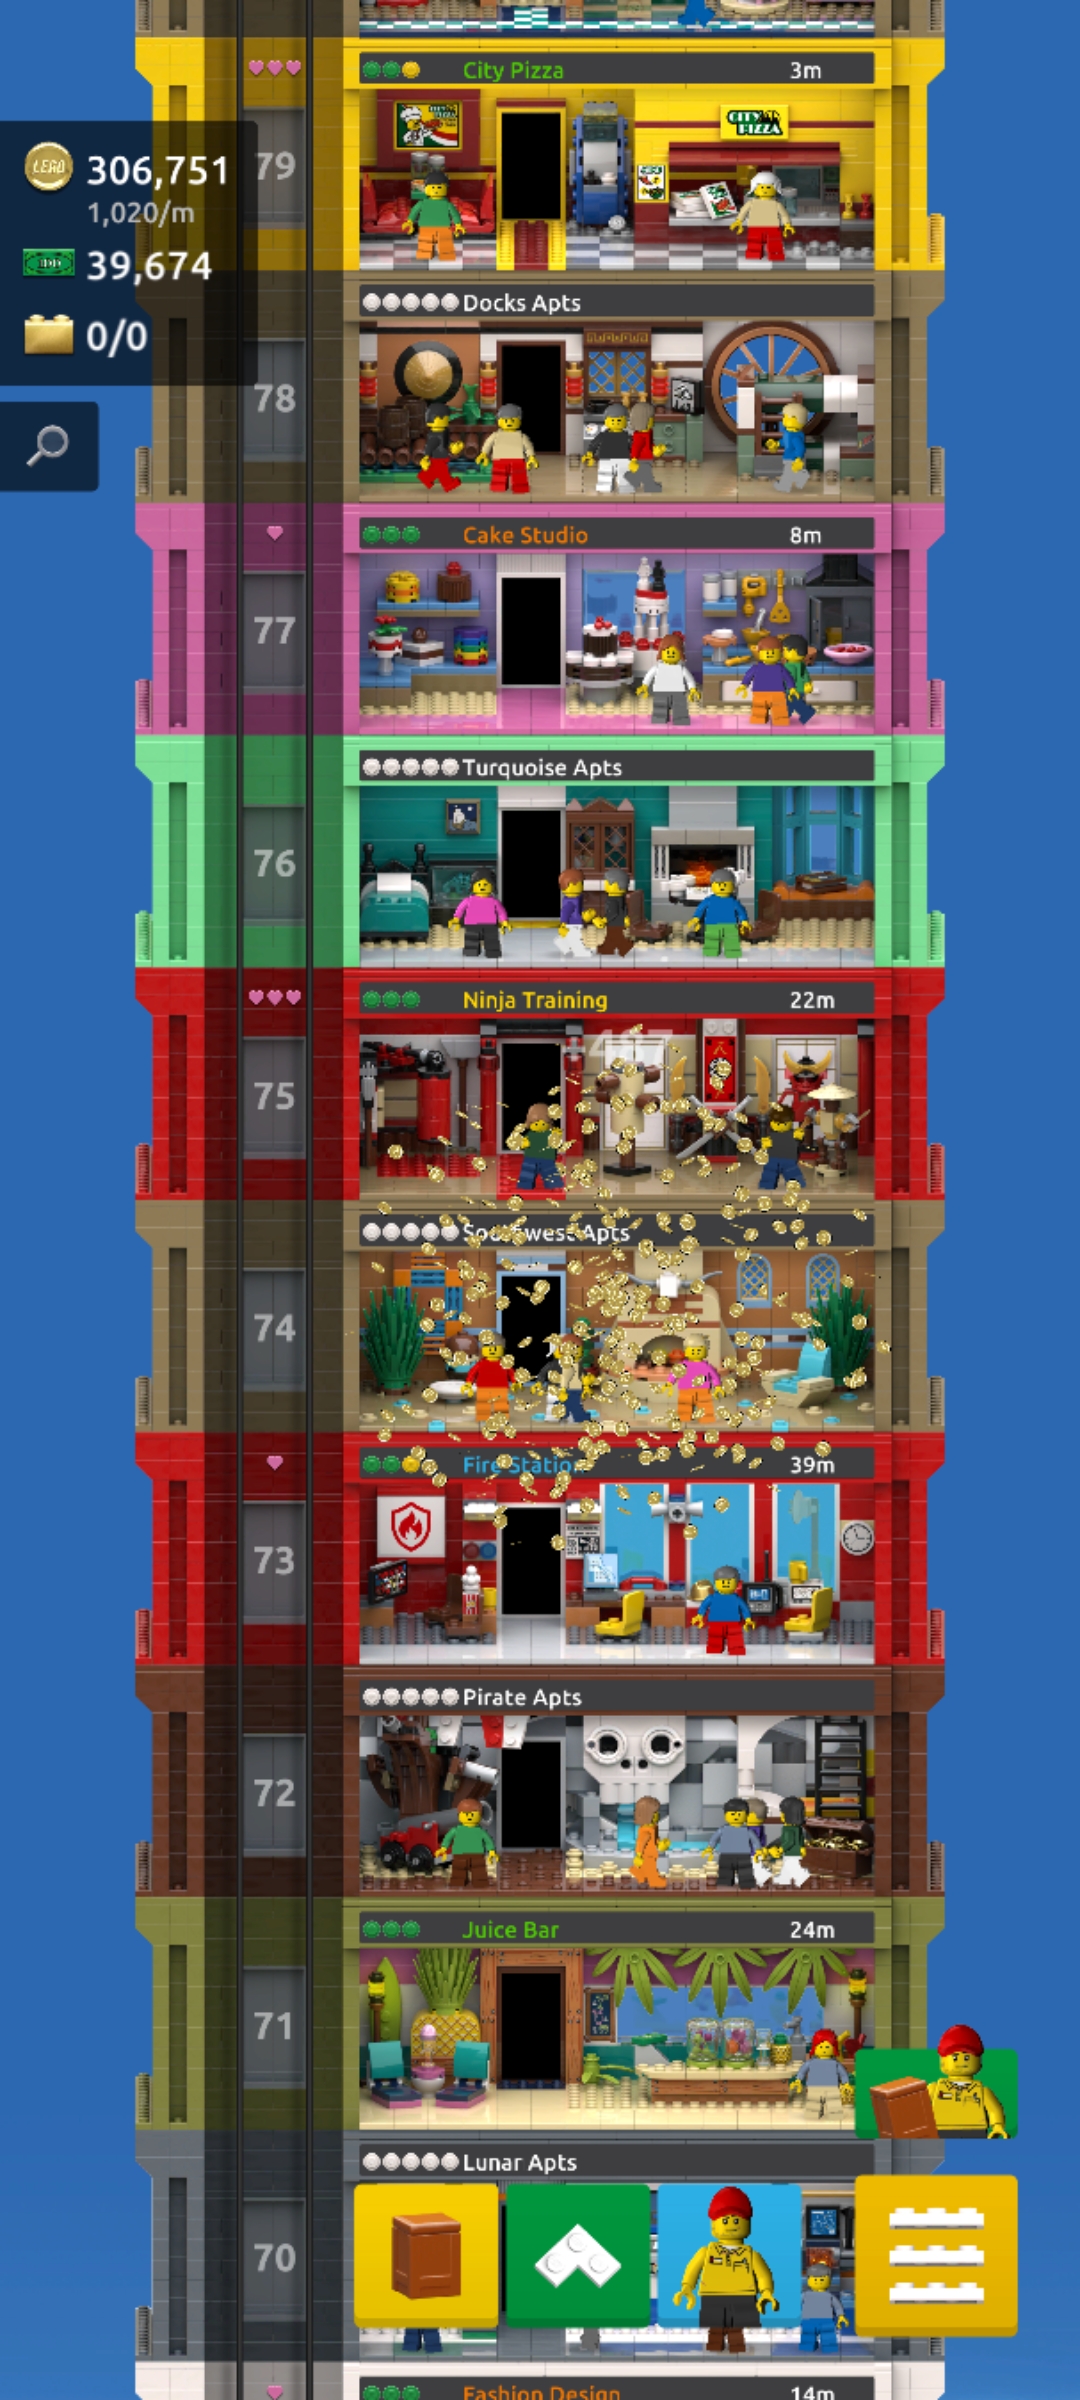 City Pizza 3m
79
CITY PIZZA
LEGO 306,751
1,020/m
39,674
0/0
Docks Apts
78
Cake Studio 8m
77
Turquoise Apts
76
Ninja Training 22m
+487
75
Southwest Apts
74
Fire Station 39m
73
Pirate Apts
72
Juice Bar 24m
71
Lunar Apts
70
Fashion Design 14m